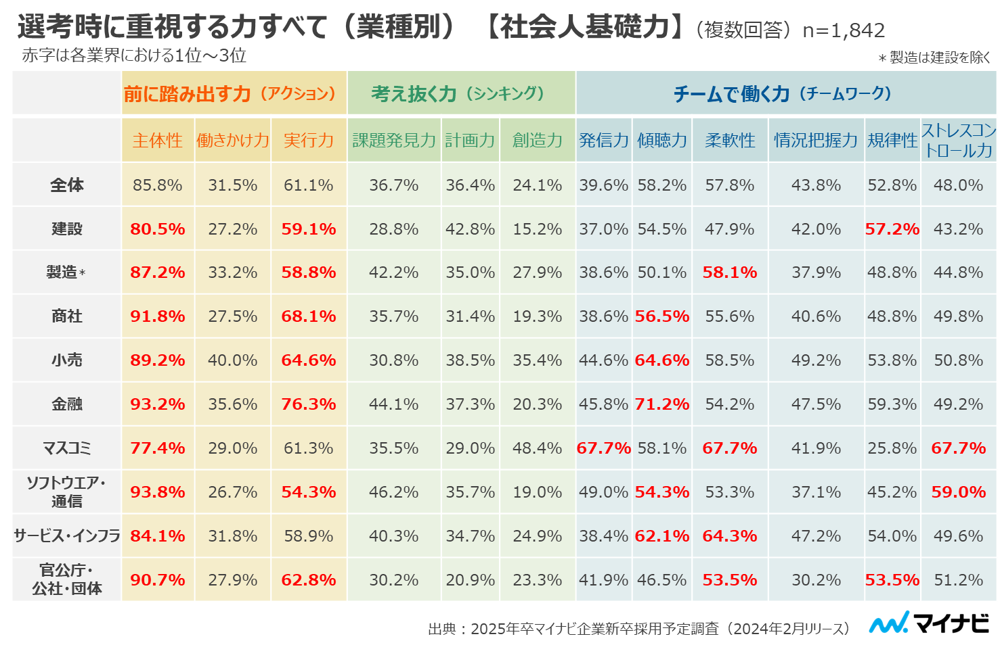 選考時に重視する力すべて（業種別）【社会人基礎力】（複数回答）n=1,842
赤字は各業界における1位～3位
＊製造は建設を除く
前に踏み出す力（アクション） 考え抜く力（シンキング） チームで働く力（チームワーク）
主体性 働きかけ力 実行力 課題発見力 計画力 創造力 発信力 傾聴力 柔軟性 情況把握力 規律性 ストレスコン
トロール力
全体 85.8% 31.5% 61.1% 36.7% 36.4% 24.1% 39.6% 58.2% 57.8% 43.8% 52.8% 48.0%
建設 80.5% 27.2% 59.1% 28.8% 42.8% 15.2% 37.0% 54.5% 47.9% 42.0% 57.2% 43.2%
製造＊ 87.2% 33.2% 58.8% 42.2% 35.0% 27.9% 38.6% 50.1% 58.1% 37.9% 48.8% 44.8%
商社 91.8% 27.5% 68.1% 35.7% 31.4% 19.3% 38.6% 56.5% 55.6% 40.6% 48.8% 49.8%
小売 89.2% 40.0% 64.6% 30.8% 38.5% 35.4% 44.6% 64.6% 58.5% 49.2% 53.8% 50.8%
金融 93.2% 35.6% 76.3% 44.1% 37.3% 20.3% 45.8% 71.2% 54.2% 47.5% 59.3% 49.2%
マスコミ 77.4% 29.0% 61.3% 35.5% 29.0% 48.4% 67.7% 58.1% 67.7% 41.9% 25.8% 67.7%
ソフトウエア・
通信 93.8% 26.7% 54.3% 46.2% 35.7% 19.0% 49.0% 54.3% 53.3% 37.1% 45.2% 59.0%
サービス・インフラ 84.1% 31.8% 58.9% 40.3% 34.7% 24.9% 38.4% 62.1% 64.3% 47.2% 54.0% 49.6%
官公庁・
公社・団体 90.7% 27.9% 62.8% 30.2% 20.9% 23.3% 41.9% 46.5% 53.5% 30.2% 53.5% 51.2%
出典：2025年卒マイナビ企業新卒採用予定調査（2024年2月リリース）
マイナビ